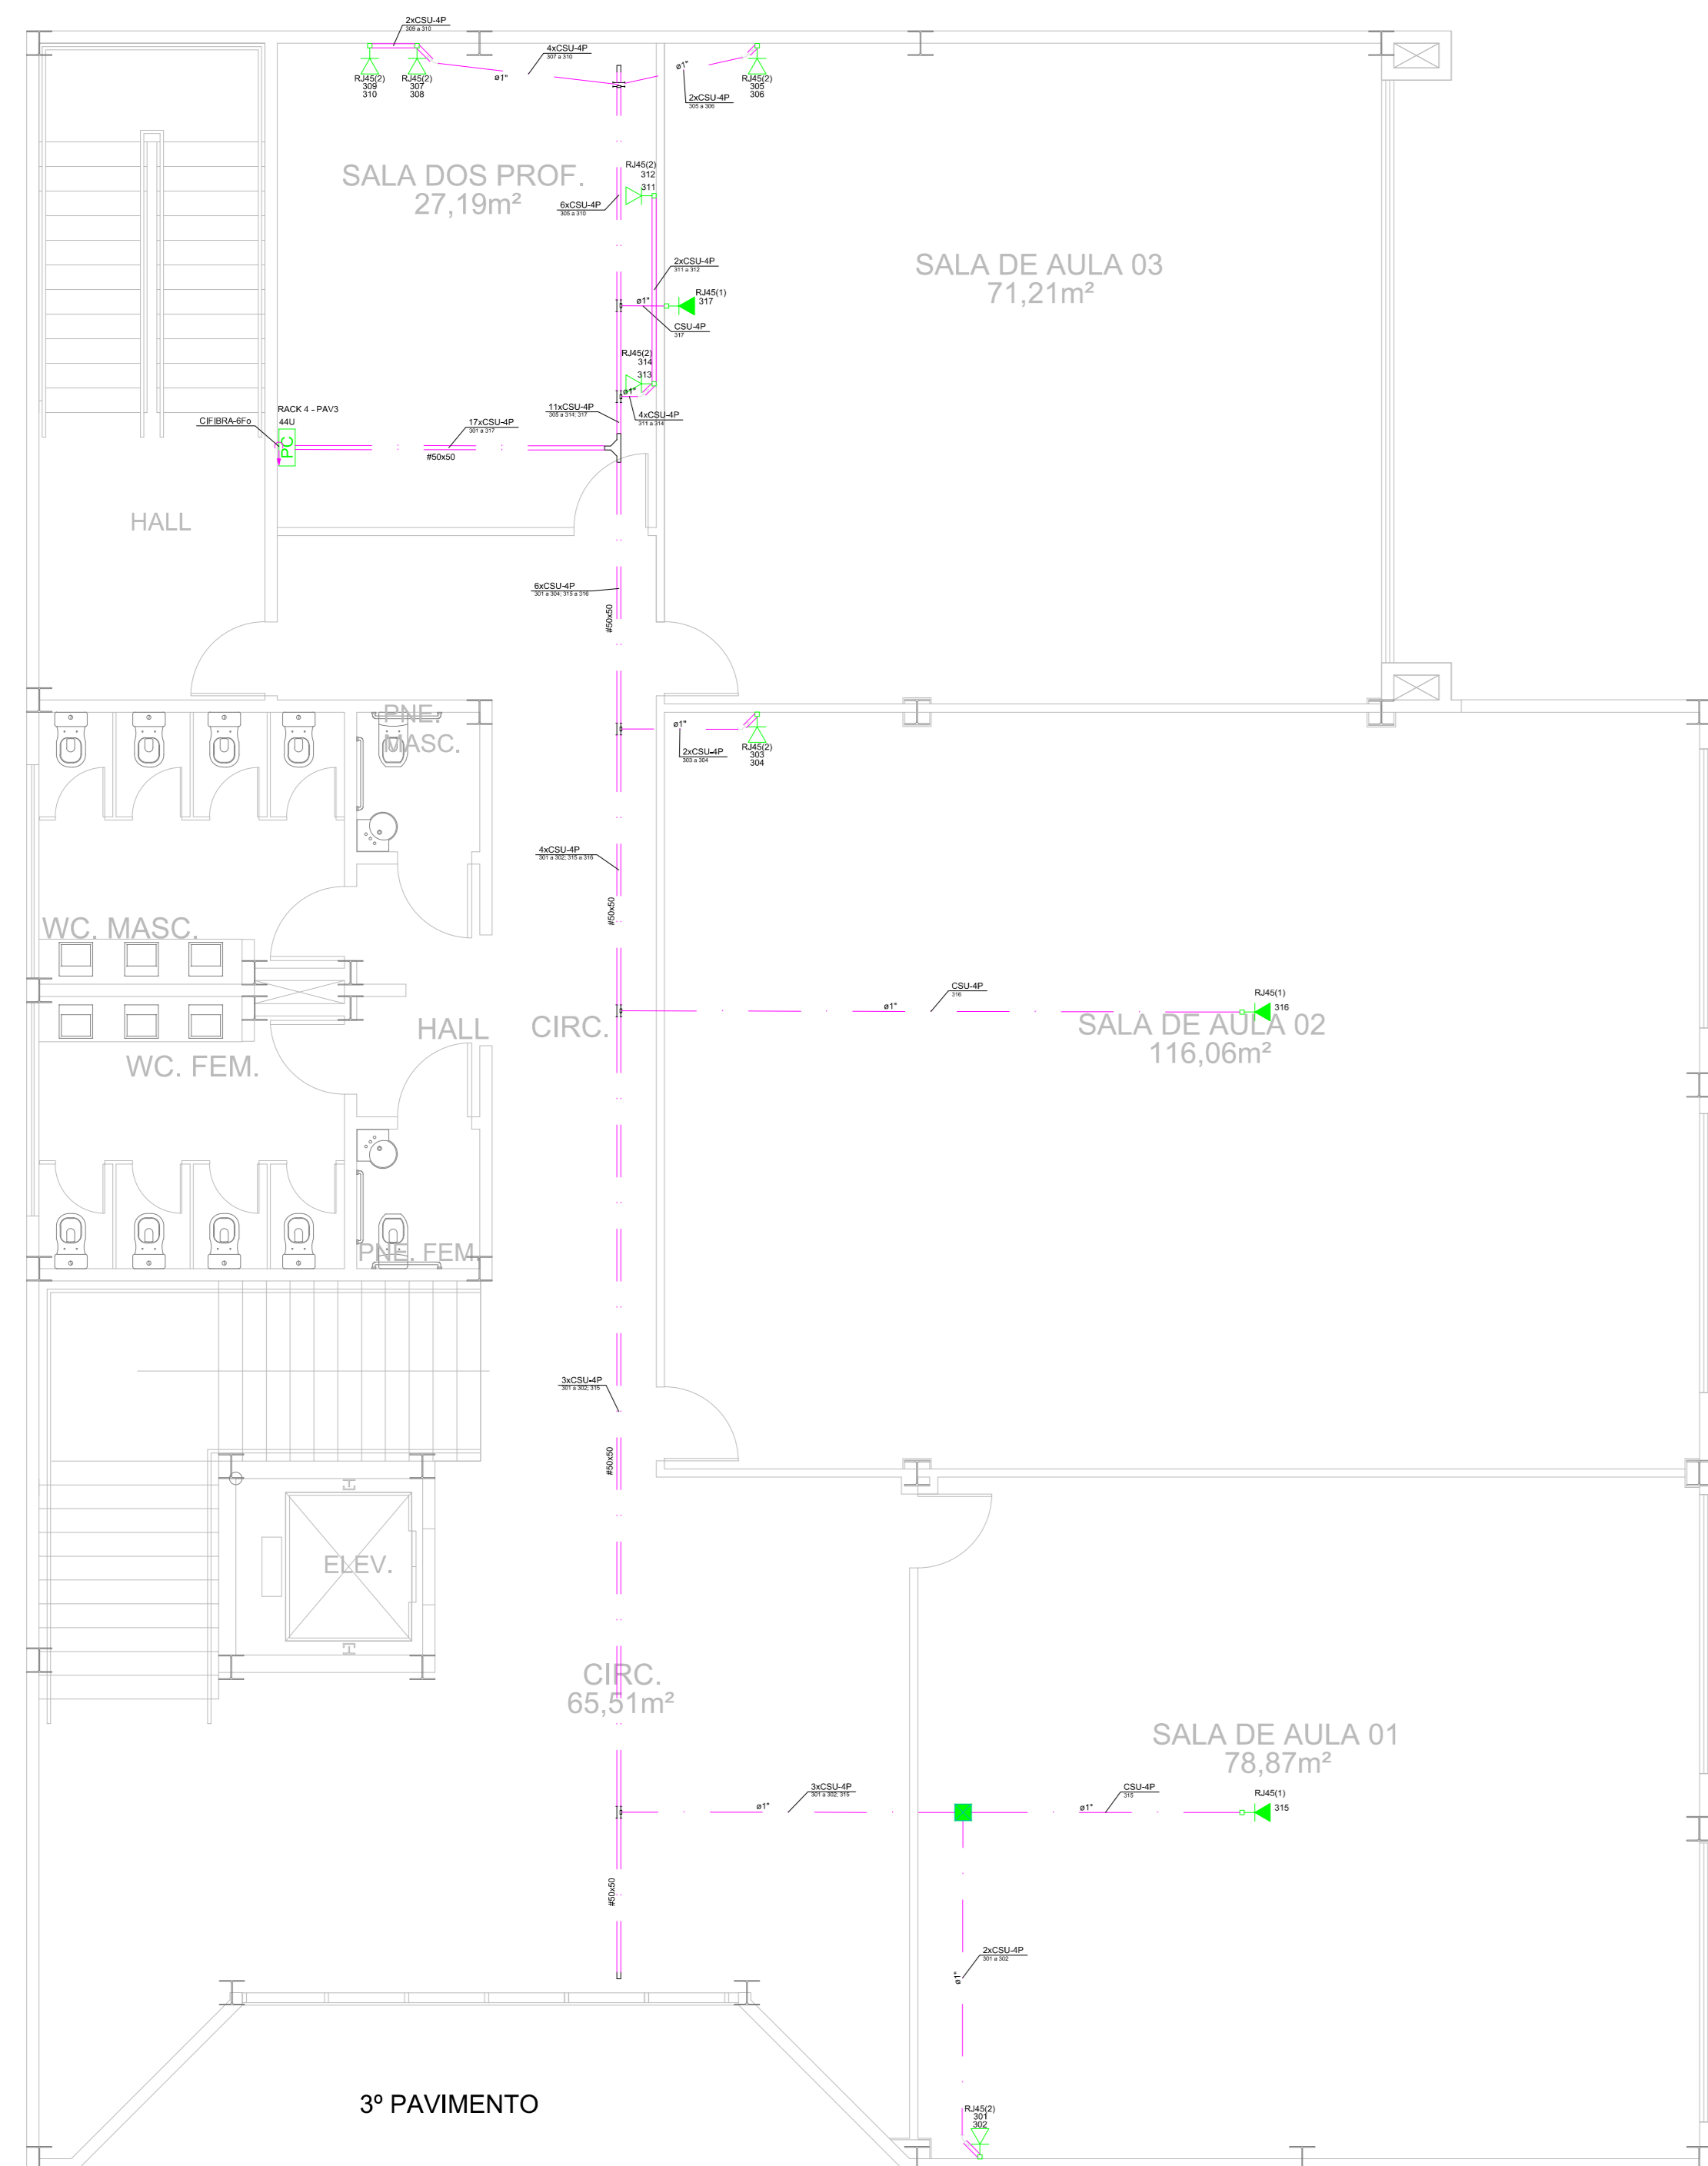 2xCSU-4P
309 a 310
4xCSU-4P
307 a 310
ø1"
ø1"
RJ45(2)
309
310
RJ45(2)
307
308
RJ45(2)
305
306
2xCSU-4P
305 a 306
SALA DOS PROF.
27,19m²
RJ45(2)
312
311
6xCSU-4P
305 a 310
SALA DE AULA 03
71,21m²
2xCSU-4P
311 a 312
RJ45(1)
317
ø1"
CSU-4P
317
RJ45(2)
314
313
ø1"
11xCSU-4P
305 a 314; 317
4xCSU-4P
311 a 314
RACK 4 - PAV3
44U
CIFIBRA-6Fo
PC
17xCSU-4P
301 a 317
#50x50
HALL
6xCSU-4P
301 a 304; 315 a 316
#50x50
PNE.
MASC.
ø1"
2xCSU-4P
303 a 304
RJ45(2)
303
304
4xCSU-4P
301 a 302; 315 a 316
#50x50
WC. MASC.
CSU-4P
316
ø1"
RJ45(1)
316
HALL
CIRC.
SALA DE AULA 02
116,06m²
WC. FEM.
PNE. FEM.
3xCSU-4P
301 a 302; 315
#50x50
ELEV.
CIRC.
65,51m²
SALA DE AULA 01
78,87m²
3xCSU-4P
301 a 302; 315
ø1"
CSU-4P
315
ø1"
RJ45(1)
315
#50x50
2xCSU-4P
301 a 302
ø1"
3º PAVIMENTO
RJ45(2)
301
302